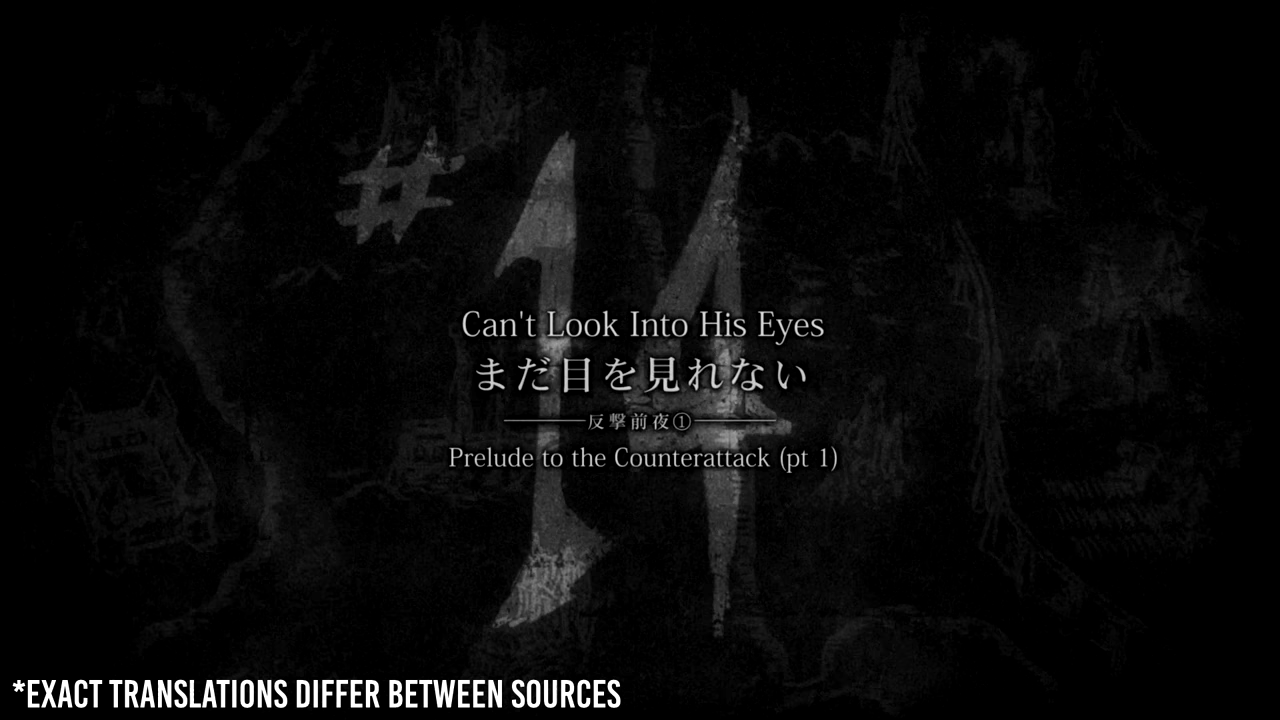 #14
Can't Look Into His Eyes
まだ目を見れない
反撃前夜①
Prelude to the Counterattack (pt 1)
*EXACT TRANSLATIONS DIFFER BETWEEN SOURCES